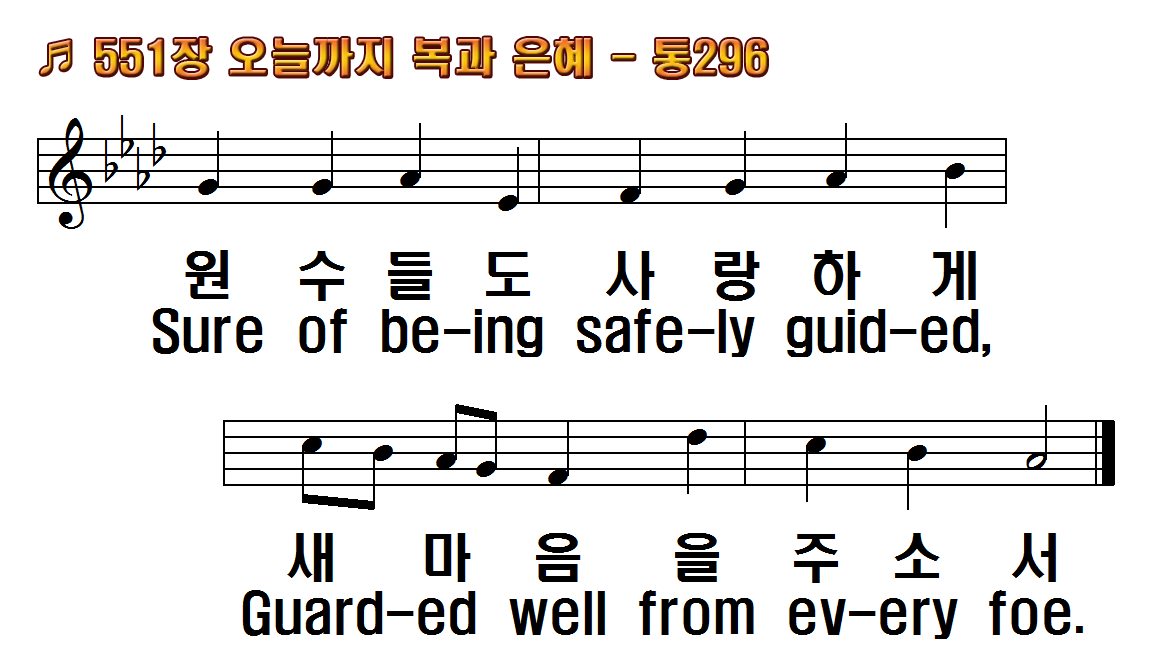 ♬ 551장 오늘까지 복과 은혜 - 통296
원 수 들 도 사 랑 하 게
Sure of be-ing safe-ly guid-ed,
새 마 음 을 주 소 서
Guard-ed well from ev-ery foe.